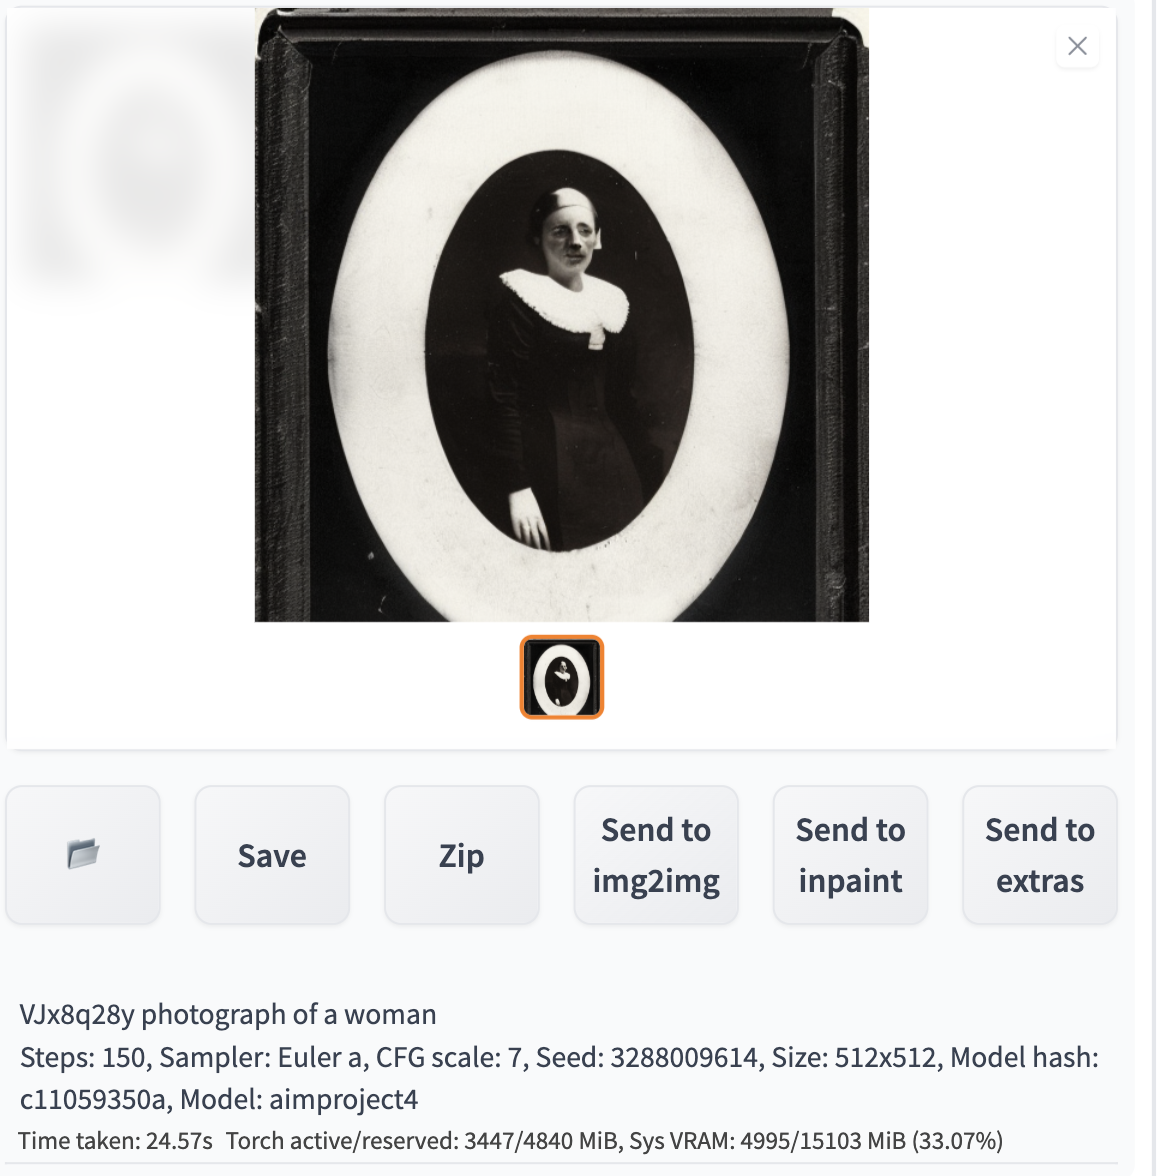 Save
Zip
Send to
img2img
Send to
inpaint
Send to
extras
VJx8q28y photograph of a woman
Steps: 150, Sampler: Euler a, CFG scale: 7, Seed: 3288009614, Size: 512x512, Model hash:
c11059350a, Model: aimproject4
Time taken: 24.57s Torch active/reserved: 3447/4840 MiB, Sys VRAM: 4995/15103 MiB (33.07%)